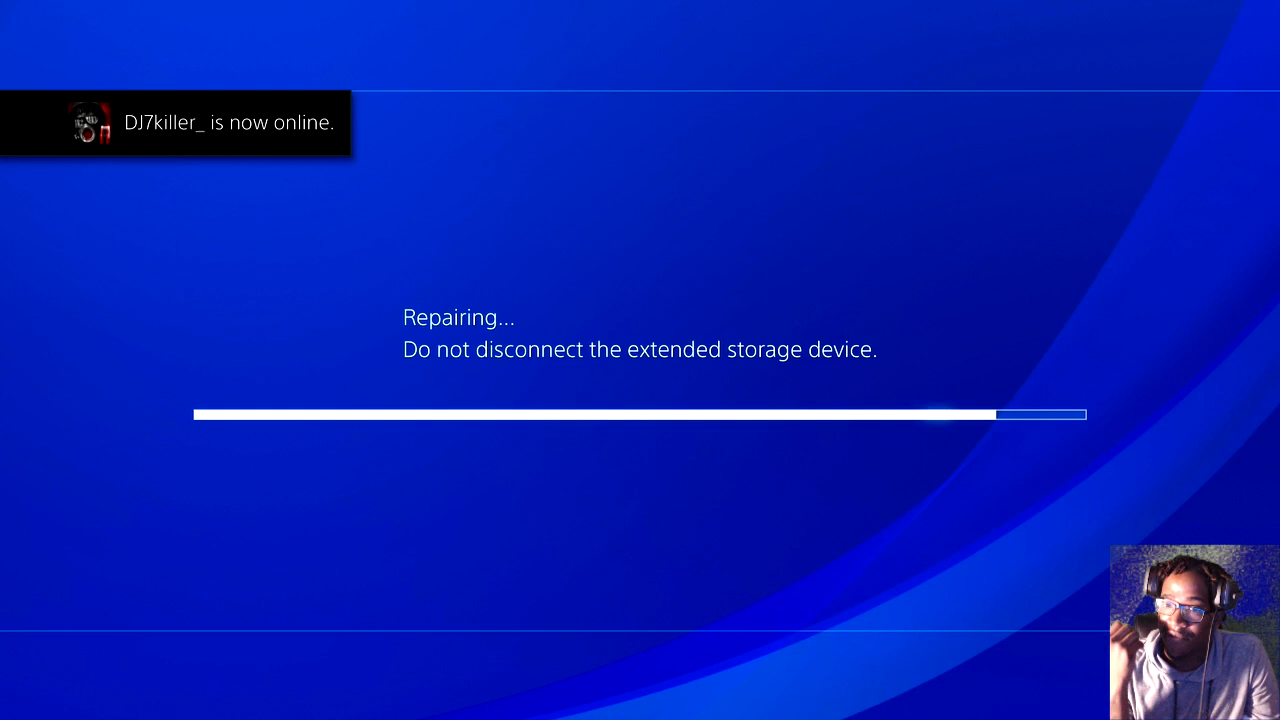 DJ7killer_ is now online.
Repairing...
Do not disconnect the extended storage device.